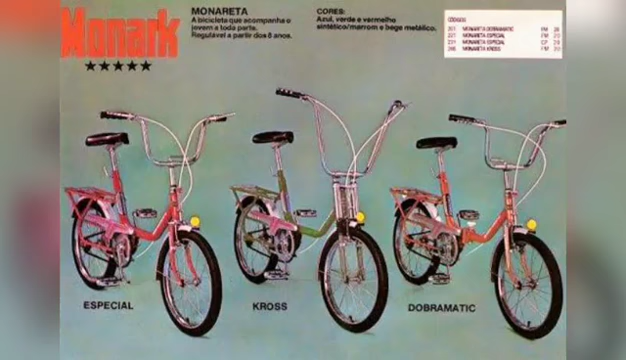 Monark
MONARETA
A bicicleta que acompanha o
jovem a toda parte.
Regulável a partir dos 8 anos.
CORES:
Azul, verde e vermelho
sintético/marrom e bege metálico.
CÓDIGOS
MONARETA DOBRAMATIC
MONARETA ESPECIAL
MONARETA ESPECIAL
MONARETA KROSS
ESPECIAL
KROSS
DOBRAMATIC